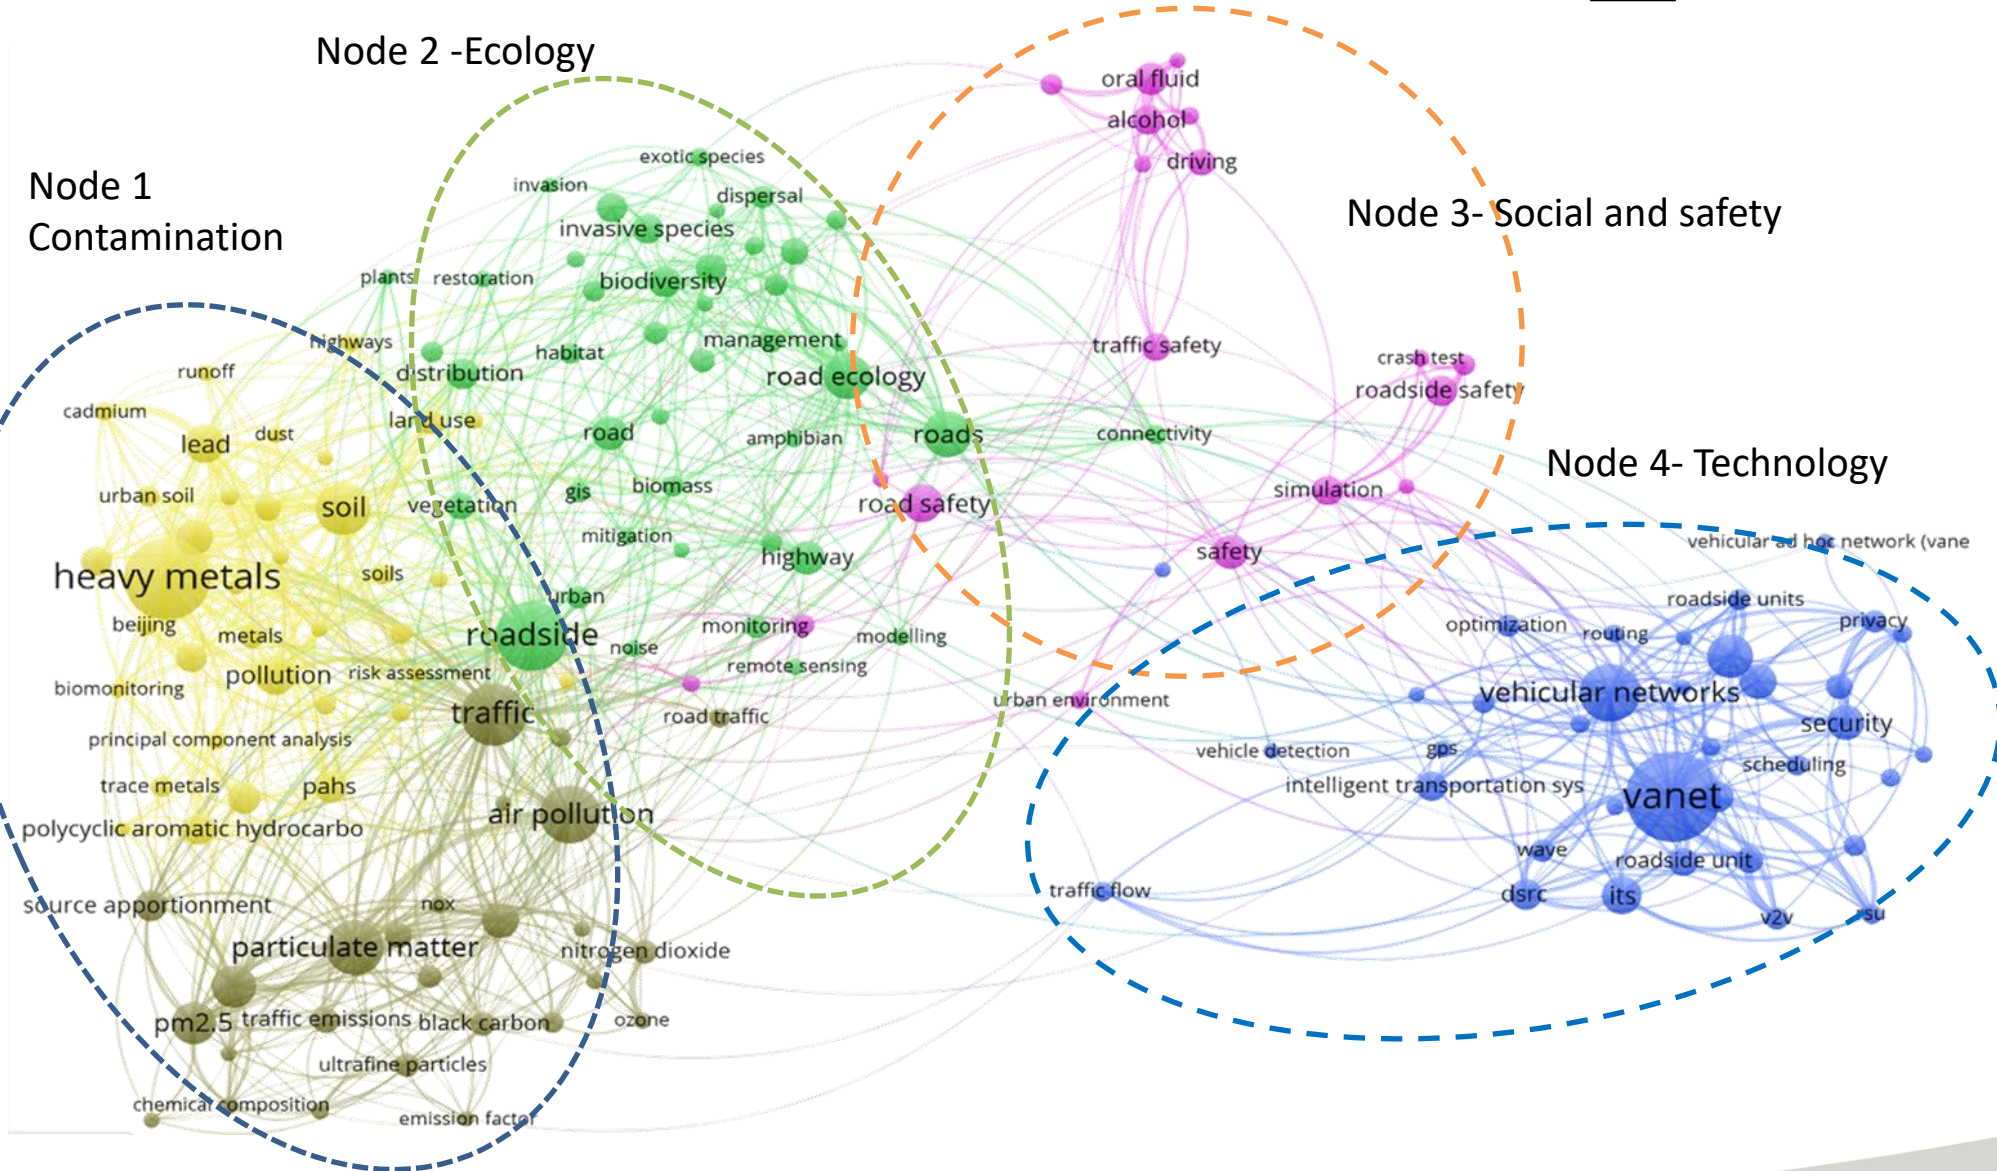 Node 2 -Ecology
Node 1
Contamination
Node 3- Social and safety
Node 4- Technology
oral fluid
alcohol
driving
exotic species
invasion
dispersal
invasive species
plants
restoration
biodiversity
highways
habitat
management
traffic safety
crash test
runoff
distribution
road ecology
roadside safety
cadmium
land use
lead
dust
road
amphibian
roads
connectivity
urban soil
soil
vegetation
gis
biomass
road safety
simulation
mitigation
highway
safety
vehicular ad hoc network (vane
heavy metals
soils
urban
roadside units
beijing
metals
roadside
noise
monitoring
modelling
optimization
routing
privacy
pollution
risk assessment
remote sensing
biomonitoring
urban environment
vehicular networks
traffic
road traffic
security
principal component analysis
vehicle detection
gps
scheduling
trace metals
pahs
intelligent transportation sys
vanet
air pollution
polycyclic aromatic hydrocarbo
wave
roadside unit
traffic flow
dsrc
its
v2v
rsu
source apportionment
nox
particulate matter
nitrogen dioxide
pm2.5
traffic emissions
black carbon
ozone
ultrafine particles
chemical composition
emission factor